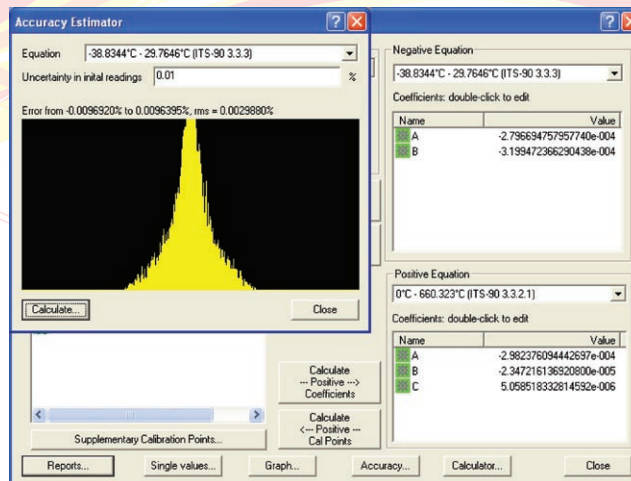 Accuracy Estimator
Equation
-38.8344°C - 29.7646°C (ITS-90 3.3.3)
Uncertainty in inital readings
0.01
%
Error from -0.0096920% to 0.0096395%, rms = 0.0029880%
Calculate...
Close
Negative Equation
-38.8344°C - 29.7646°C (ITS-90 3.3.3)
Coefficients: double-click to edit
Name Value
A -2.796694757957740e-004
B -3.199472366290438e-004
Positive Equation
0°C - 660.323°C (ITS-90 3.3.2.1)
Coefficients: double-click to edit
Name Value
A -2.982376094442697e-004
B -2.347216136920800e-005
C 5.058518332814592e-006
Calculate
--- Positive --->
Coefficients
Calculate
<--- Positive ---
Cal Points
Supplementary Calibration Points...
Reports...
Single values...
Graph...
Accuracy...
Calculator...
Close